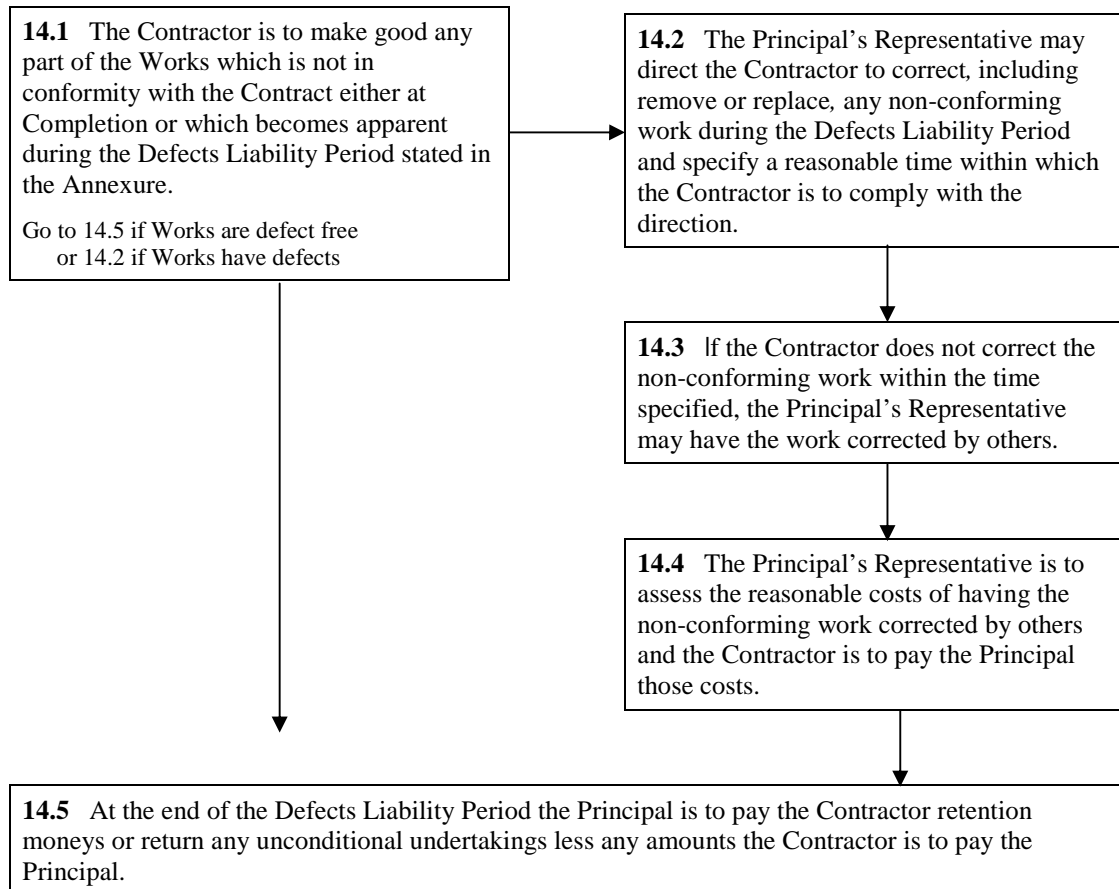 14.1 The Contractor is to make good any
part of the Works which is not in
conformity with the Contract either at
Completion or which becomes apparent
during the Defects Liability Period stated in
the Annexure.
Go to 14.5 if Works are defect free
or 14.2 if Works have defects
14.2 The Principal’s Representative may
direct the Contractor to correct, including
remove or replace, any non-conforming
work during the Defects Liability Period
and specify a reasonable time within which
the Contractor is to comply with the
direction.
14.3 If the Contractor does not correct the
non-conforming work within the time
specified, the Principal’s Representative
may have the work corrected by others.
14.4 The Principal’s Representative is to
assess the reasonable costs of having the
non-conforming work corrected by others
and the Contractor is to pay the Principal
those costs.
14.5 At the end of the Defects Liability Period the Principal is to pay the Contractor retention
moneys or return any unconditional undertakings less any amounts the Contractor is to pay the
Principal.